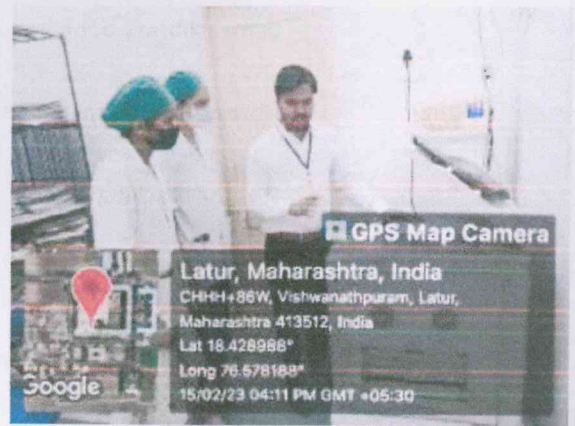 GPS Map Camera
Latur, Maharashtra, India
CHHH+86W, Vishwanathpuram, Latur,
Maharashtra 413512, India
Lat 18.428988°
Long 76.578188°
15/02/23 04:11 PM GMT +05:30
Google